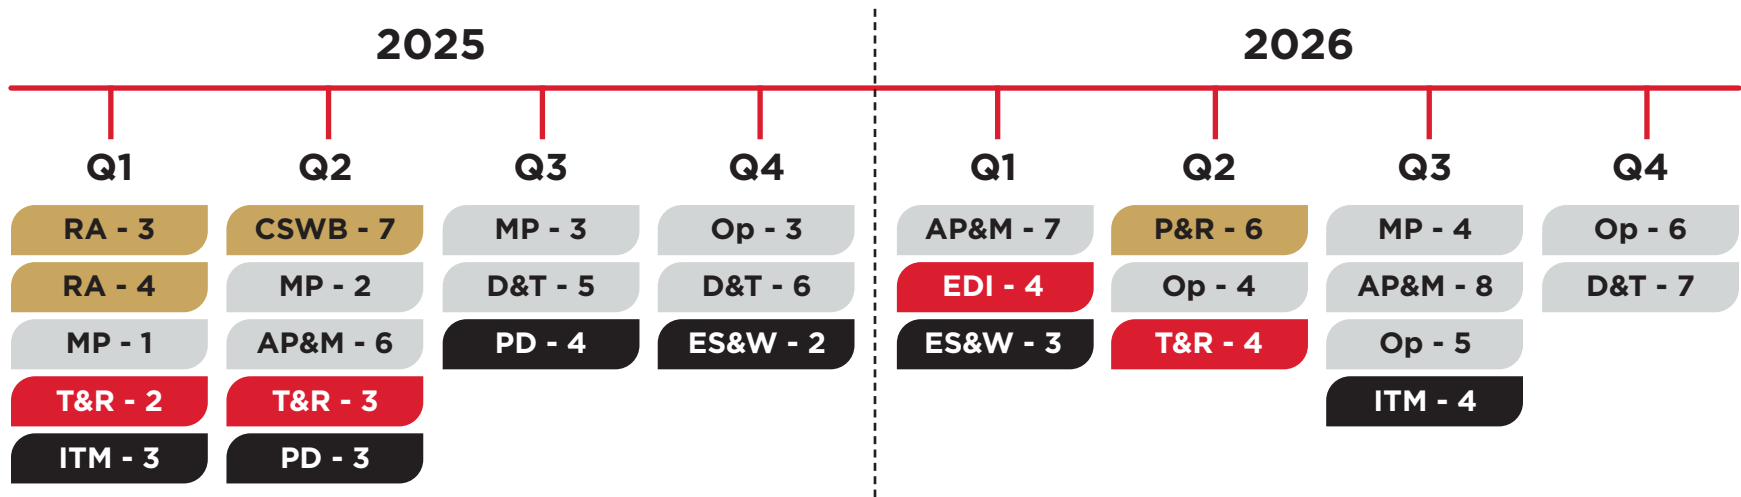 2025
2026
Q1
Q2
Q3
Q4
Q1
Q2
Q3
Q4
RA - 3
CSWB - 7
MP - 3
Op - 3
AP&M - 7
P&R - 6
MP - 4
Op - 6
RA - 4
MP - 2
D&T - 5
D&T - 6
EDI - 4
Op - 4
AP&M - 8
D&T - 7
MP - 1
AP&M - 6
PD - 4
ES&W - 2
ES&W - 3
T&R - 4
Op - 5
T&R - 2
T&R - 3
ITM - 4
ITM - 3
PD - 3